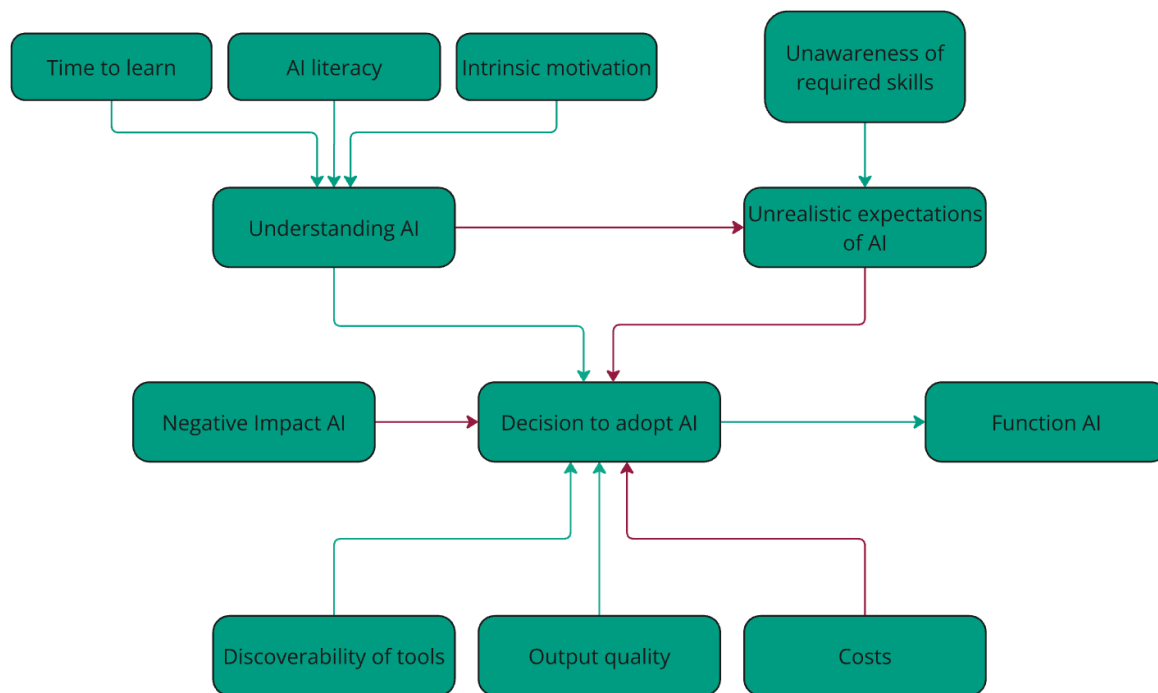 Time to learn
AI literacy
Intrinsic motivation
Unawareness of
required skills
Understanding AI
Unrealistic expectations
of AI
Negative Impact AI
Decision to adopt AI
Function AI
Discoverability of tools
Output quality
Costs